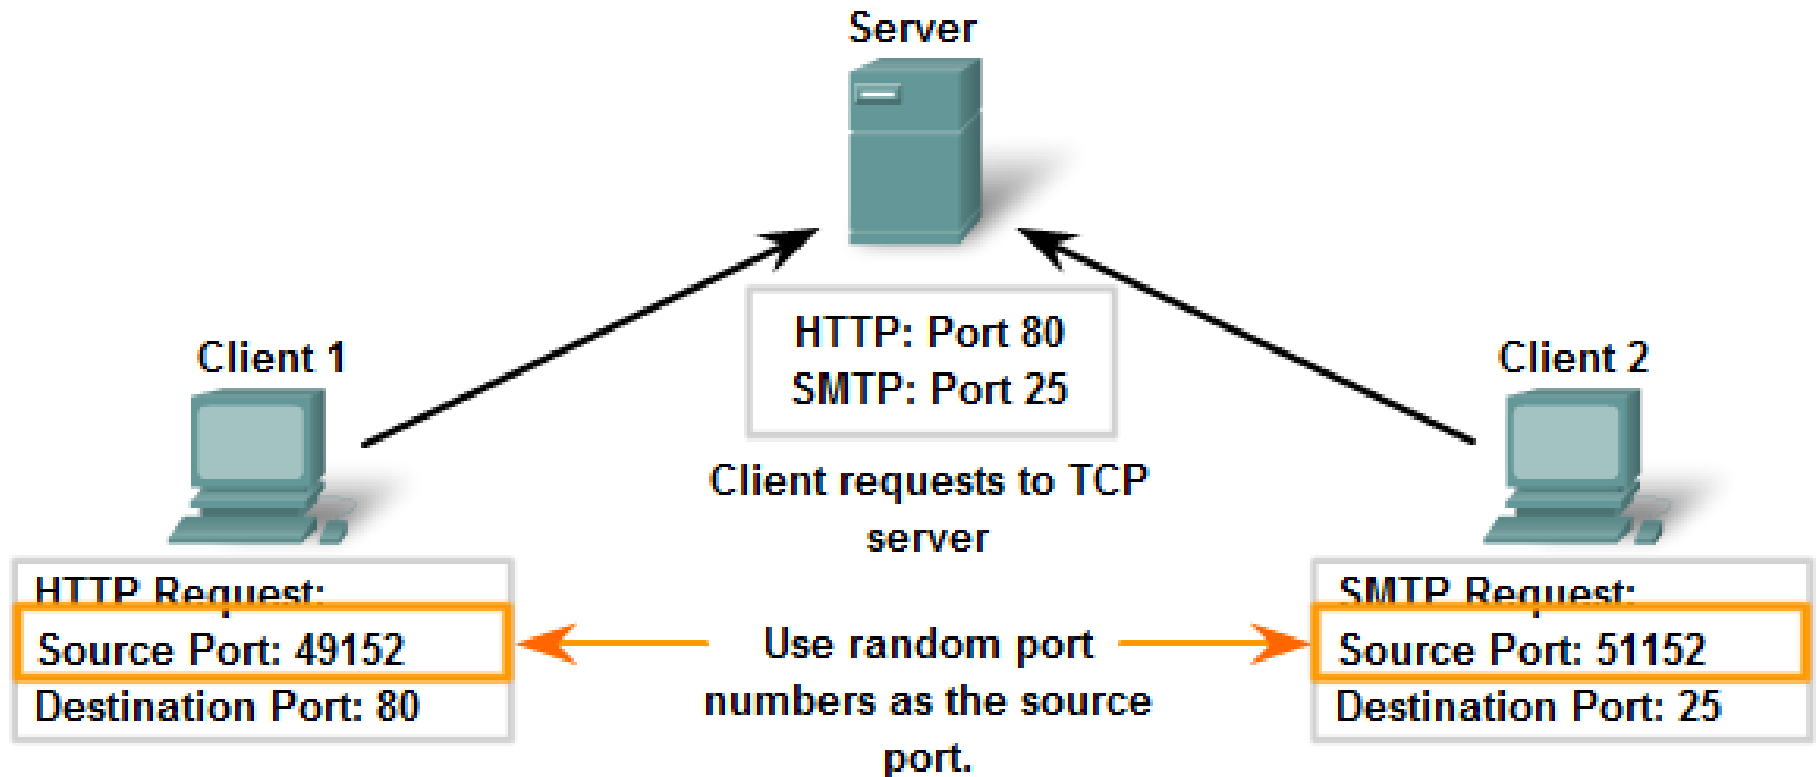 Server
HTTP: Port 80
SMTP: Port 25
Client 1
Client 2
Client requests to TCP
server
HTTP Request:
Source Port: 49152
Destination Port: 80
Use random port
numbers as the source
port.
SMTP Request:
Source Port: 51152
Destination Port: 25